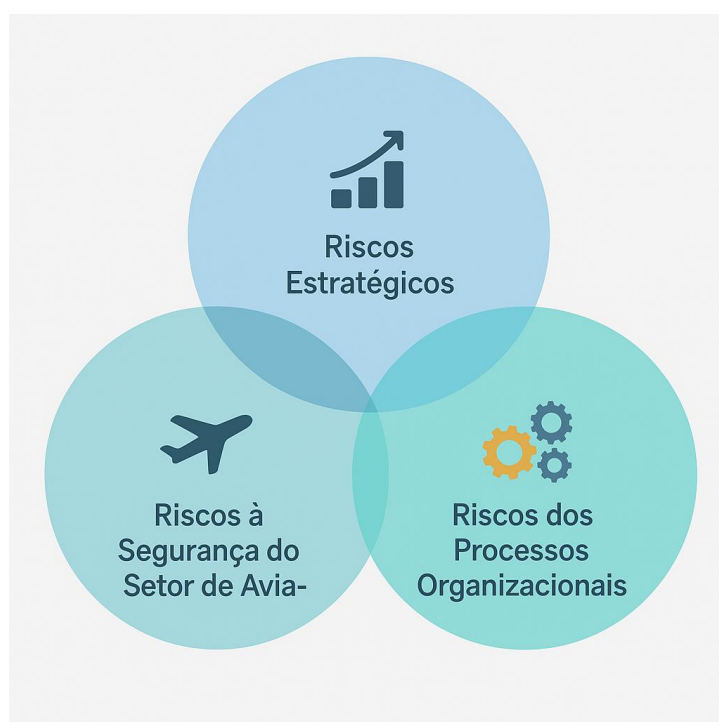 Riscos
Estratégicos
Riscos à
Segurança do
Setor de Avia-
Riscos dos
Processos
Organizacionais